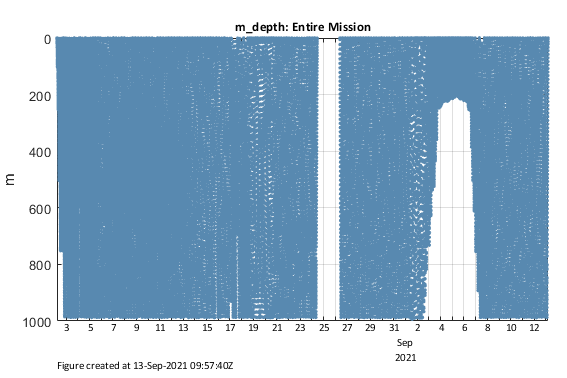 m_depth: Entire Mission
0
200
400
600
800
1000
m
3 5 7 9 11 13 15 17 19 21 23 25 27 29 31 2 4 6 8 10 12
Sep
2021
Figure created at 13-Sep-2021 09:57:40Z